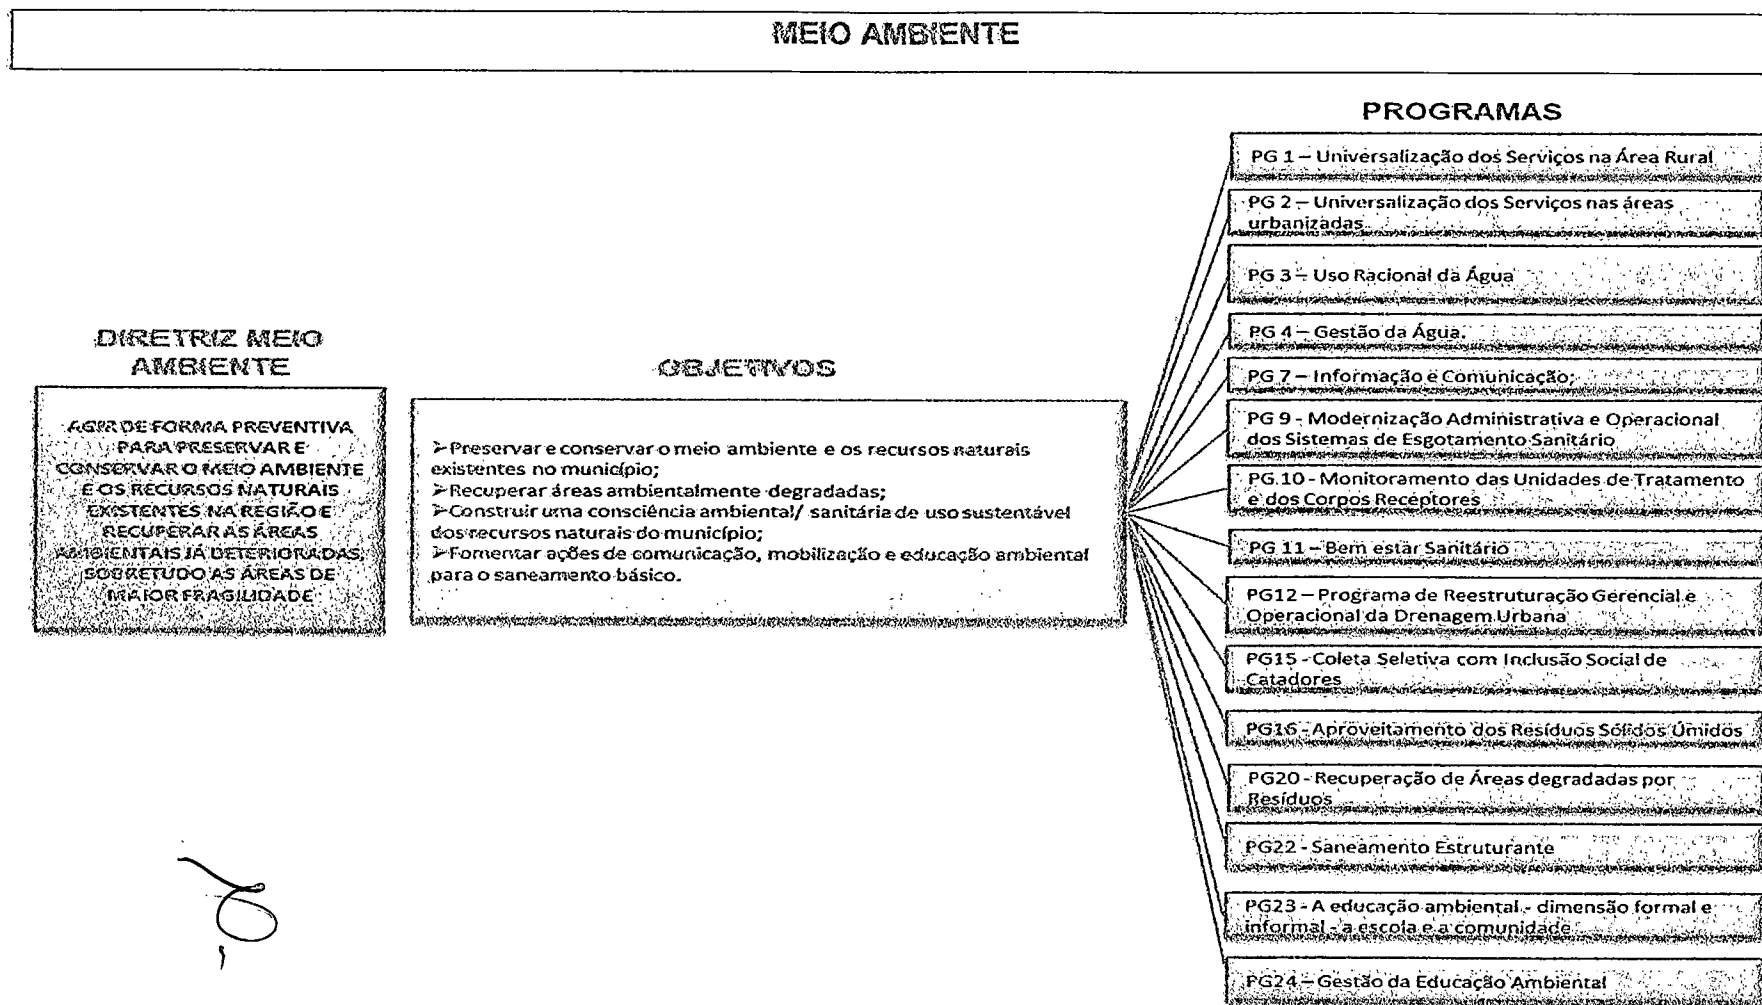 MEIO AMBIENTE
DIRETRIZ MEIO
AMBIENTE
AGIR DE FORMA PREVENTIVA
PARA PRESERVAR E
CONSERVAR O MEIO AMBIENTE
E OS RECURSOS NATURAIS
EXISTENTES NA REGIÃO E
RECUPERAR AS ÁREAS
AMBIENTAIS JÁ DETERIORADAS,
SOBRETUDO AS ÁREAS DE
MAIOR FRAGILIDADE
OBJETIVOS
➢Preservar e conservar o meio ambiente e os recursos naturais
existentes no município;
➢Recuperar áreas ambientalmente degradadas;
➢Construir uma consciência ambiental/ sanitária de uso sustentável
dos recursos naturais do município;
➢Fomentar ações de comunicação, mobilização e educação ambiental
para o saneamento básico.
PROGRAMAS
PG 1 – Universalização dos Serviços na Área Rural
PG 2 – Universalização dos Serviços nas áreas
urbanizadas
PG 3 – Uso Racional da Água
PG 4 – Gestão da Água.
PG 7 – Informação e Comunicação;
PG 9 - Modernização Administrativa e Operacional
dos Sistemas de Esgotamento Sanitário
PG.10 - Monitoramento das Unidades de Tratamento
e dos Corpos Receptores
PG 11 – Bem estar Sanitário
PG12 – Programa de Reestruturação Gerencial e
Operacional da Drenagem Urbana
PG15 - Coleta Seletiva com Inclusão Social de
Catadores
PG16 - Aproveitamento dos Resíduos Sólidos Úmidos
PG20 - Recuperação de Áreas degradadas por
Resíduos
PG22 - Saneamento Estruturante
PG23 - A educação ambiental - dimensão formal e
informal - a escola e a comunidade
PG24 – Gestão da Educação Ambiental